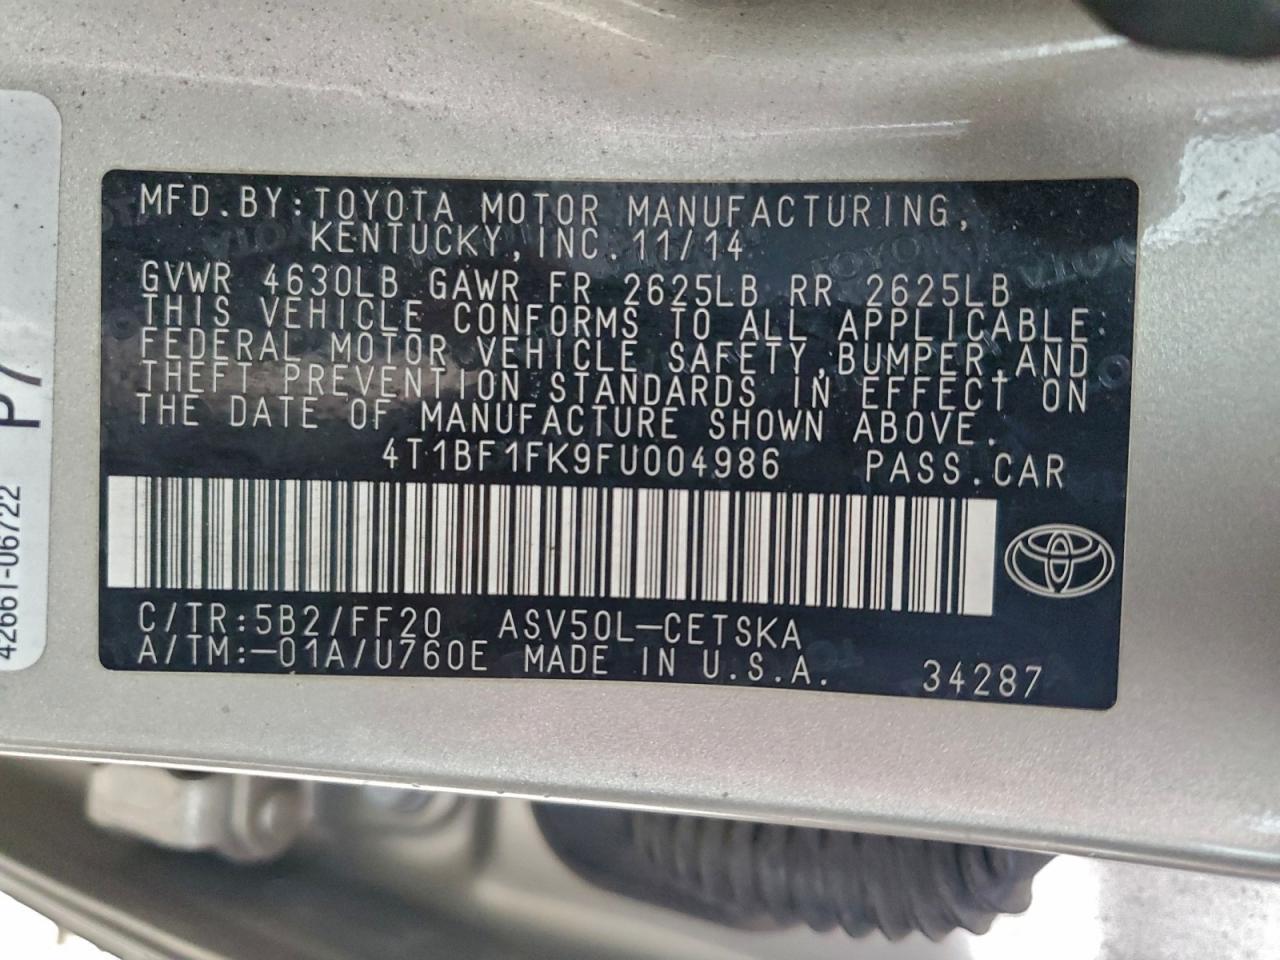 MFD.BY:TOYOTA MOTOR MANUFACTURING,
KENTUCKY,INC.11/14
GVWR 4630LB GAWR FR 2625LB RR 2625LB
THIS VEHICLE CONFORMS TO ALL APPLICABLE
FEDERAL MOTOR VEHICLE SAFETY,BUMPER,AND
THEFT PREVENTION STANDARDS IN EFFECT ON
THE DATE OF MANUFACTURE SHOWN ABOVE.
4T1BF1FK9FU004986 PASS.CAR
C/TR:5B2/FF20 ASV50L-CETSKA
A/TM:-01A/U760E MADE IN U.S.A. 34287
42661-06722 P7